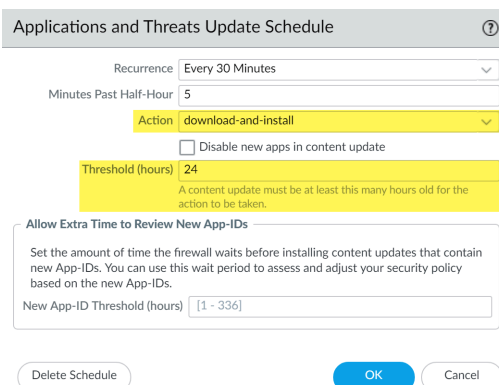 Applications and Threats Update Schedule ?
Recurrence Every 30 Minutes
Minutes Past Half-Hour 5
Action download-and-install
Disable new apps in content update
Threshold (hours) 24
A content update must be at least this many hours old for the
action to be taken.
Allow Extra Time to Review New App-IDs
Set the amount of time the firewall waits before installing content updates that contain
new App-IDs. You can use this wait period to assess and adjust your security policy
based on the new App-IDs.
New App-ID Threshold (hours) [1 - 336]
Delete Schedule OK Cancel